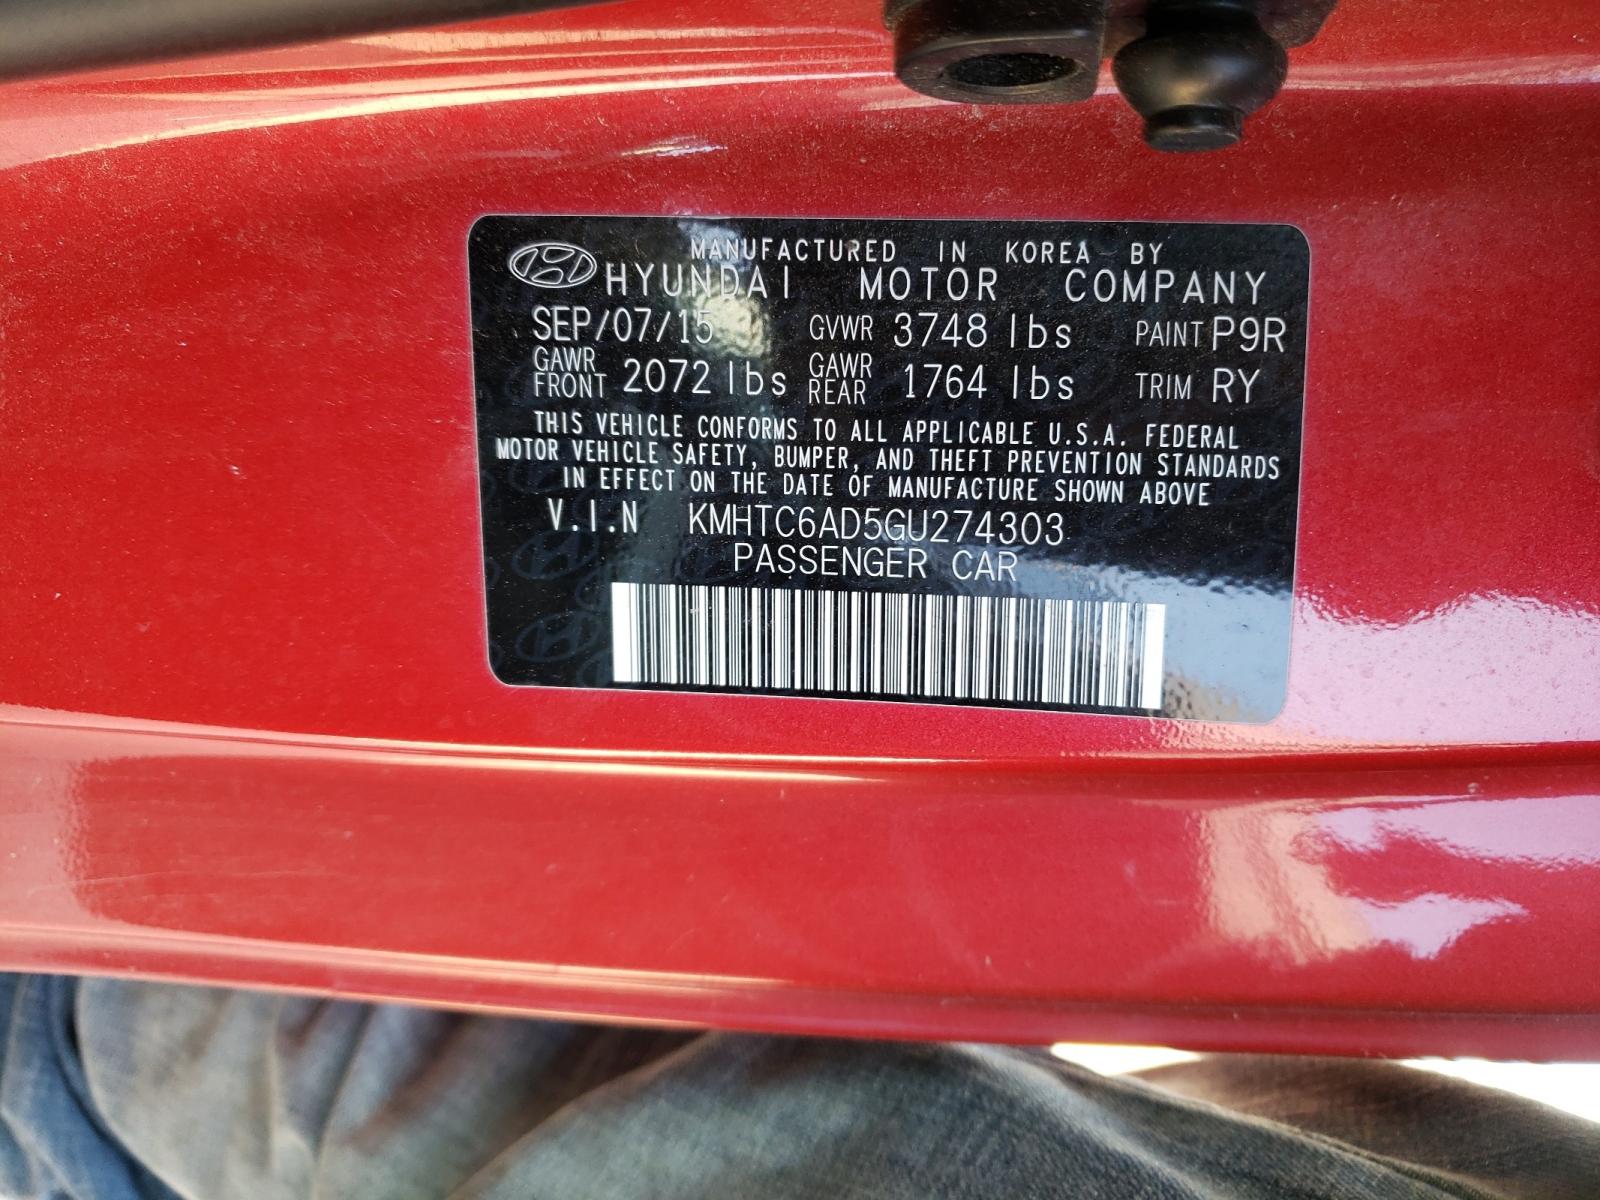 MANUFACTURED IN KOREA BY
HYUNDAI MOTOR COMPANY
SEP/07/15 GVWR 3748 lbs PAINT P9R
GAWR FRONT 2072 lbs GAWR REAR 1764 lbs TRIM RY
THIS VEHICLE CONFORMS TO ALL APPLICABLE U.S.A. FEDERAL
MOTOR VEHICLE SAFETY, BUMPER, AND THEFT PREVENTION STANDARDS
IN EFFECT ON THE DATE OF MANUFACTURE SHOWN ABOVE
V.I.N KMHTC6AD5GU274303
PASSENGER CAR